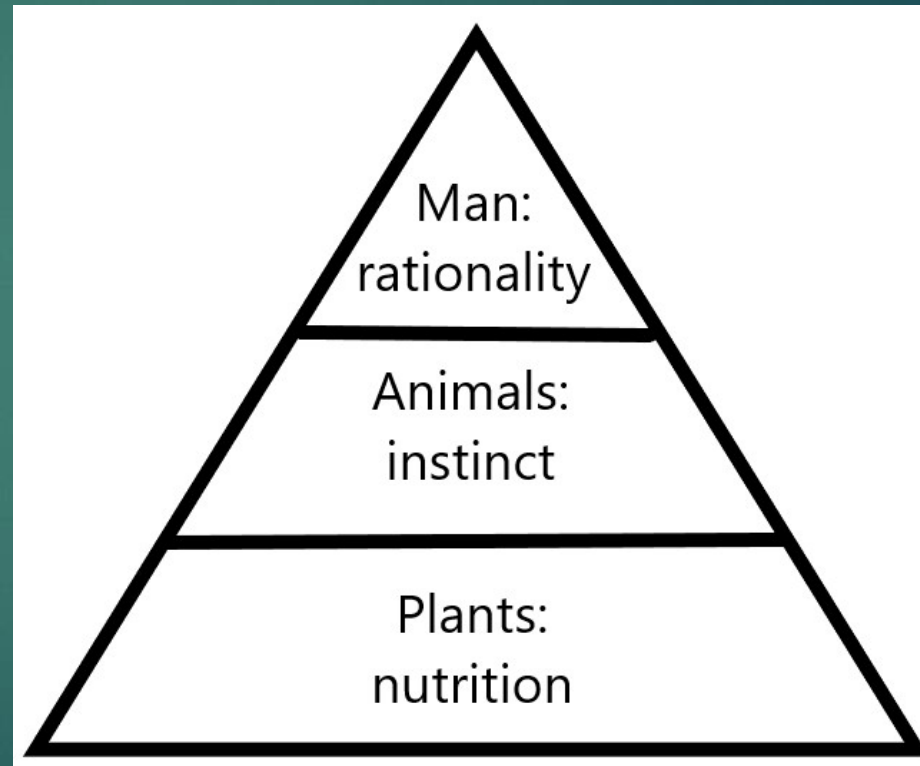 Man:
rationality
Animals:
instinct
Plants:
nutrition